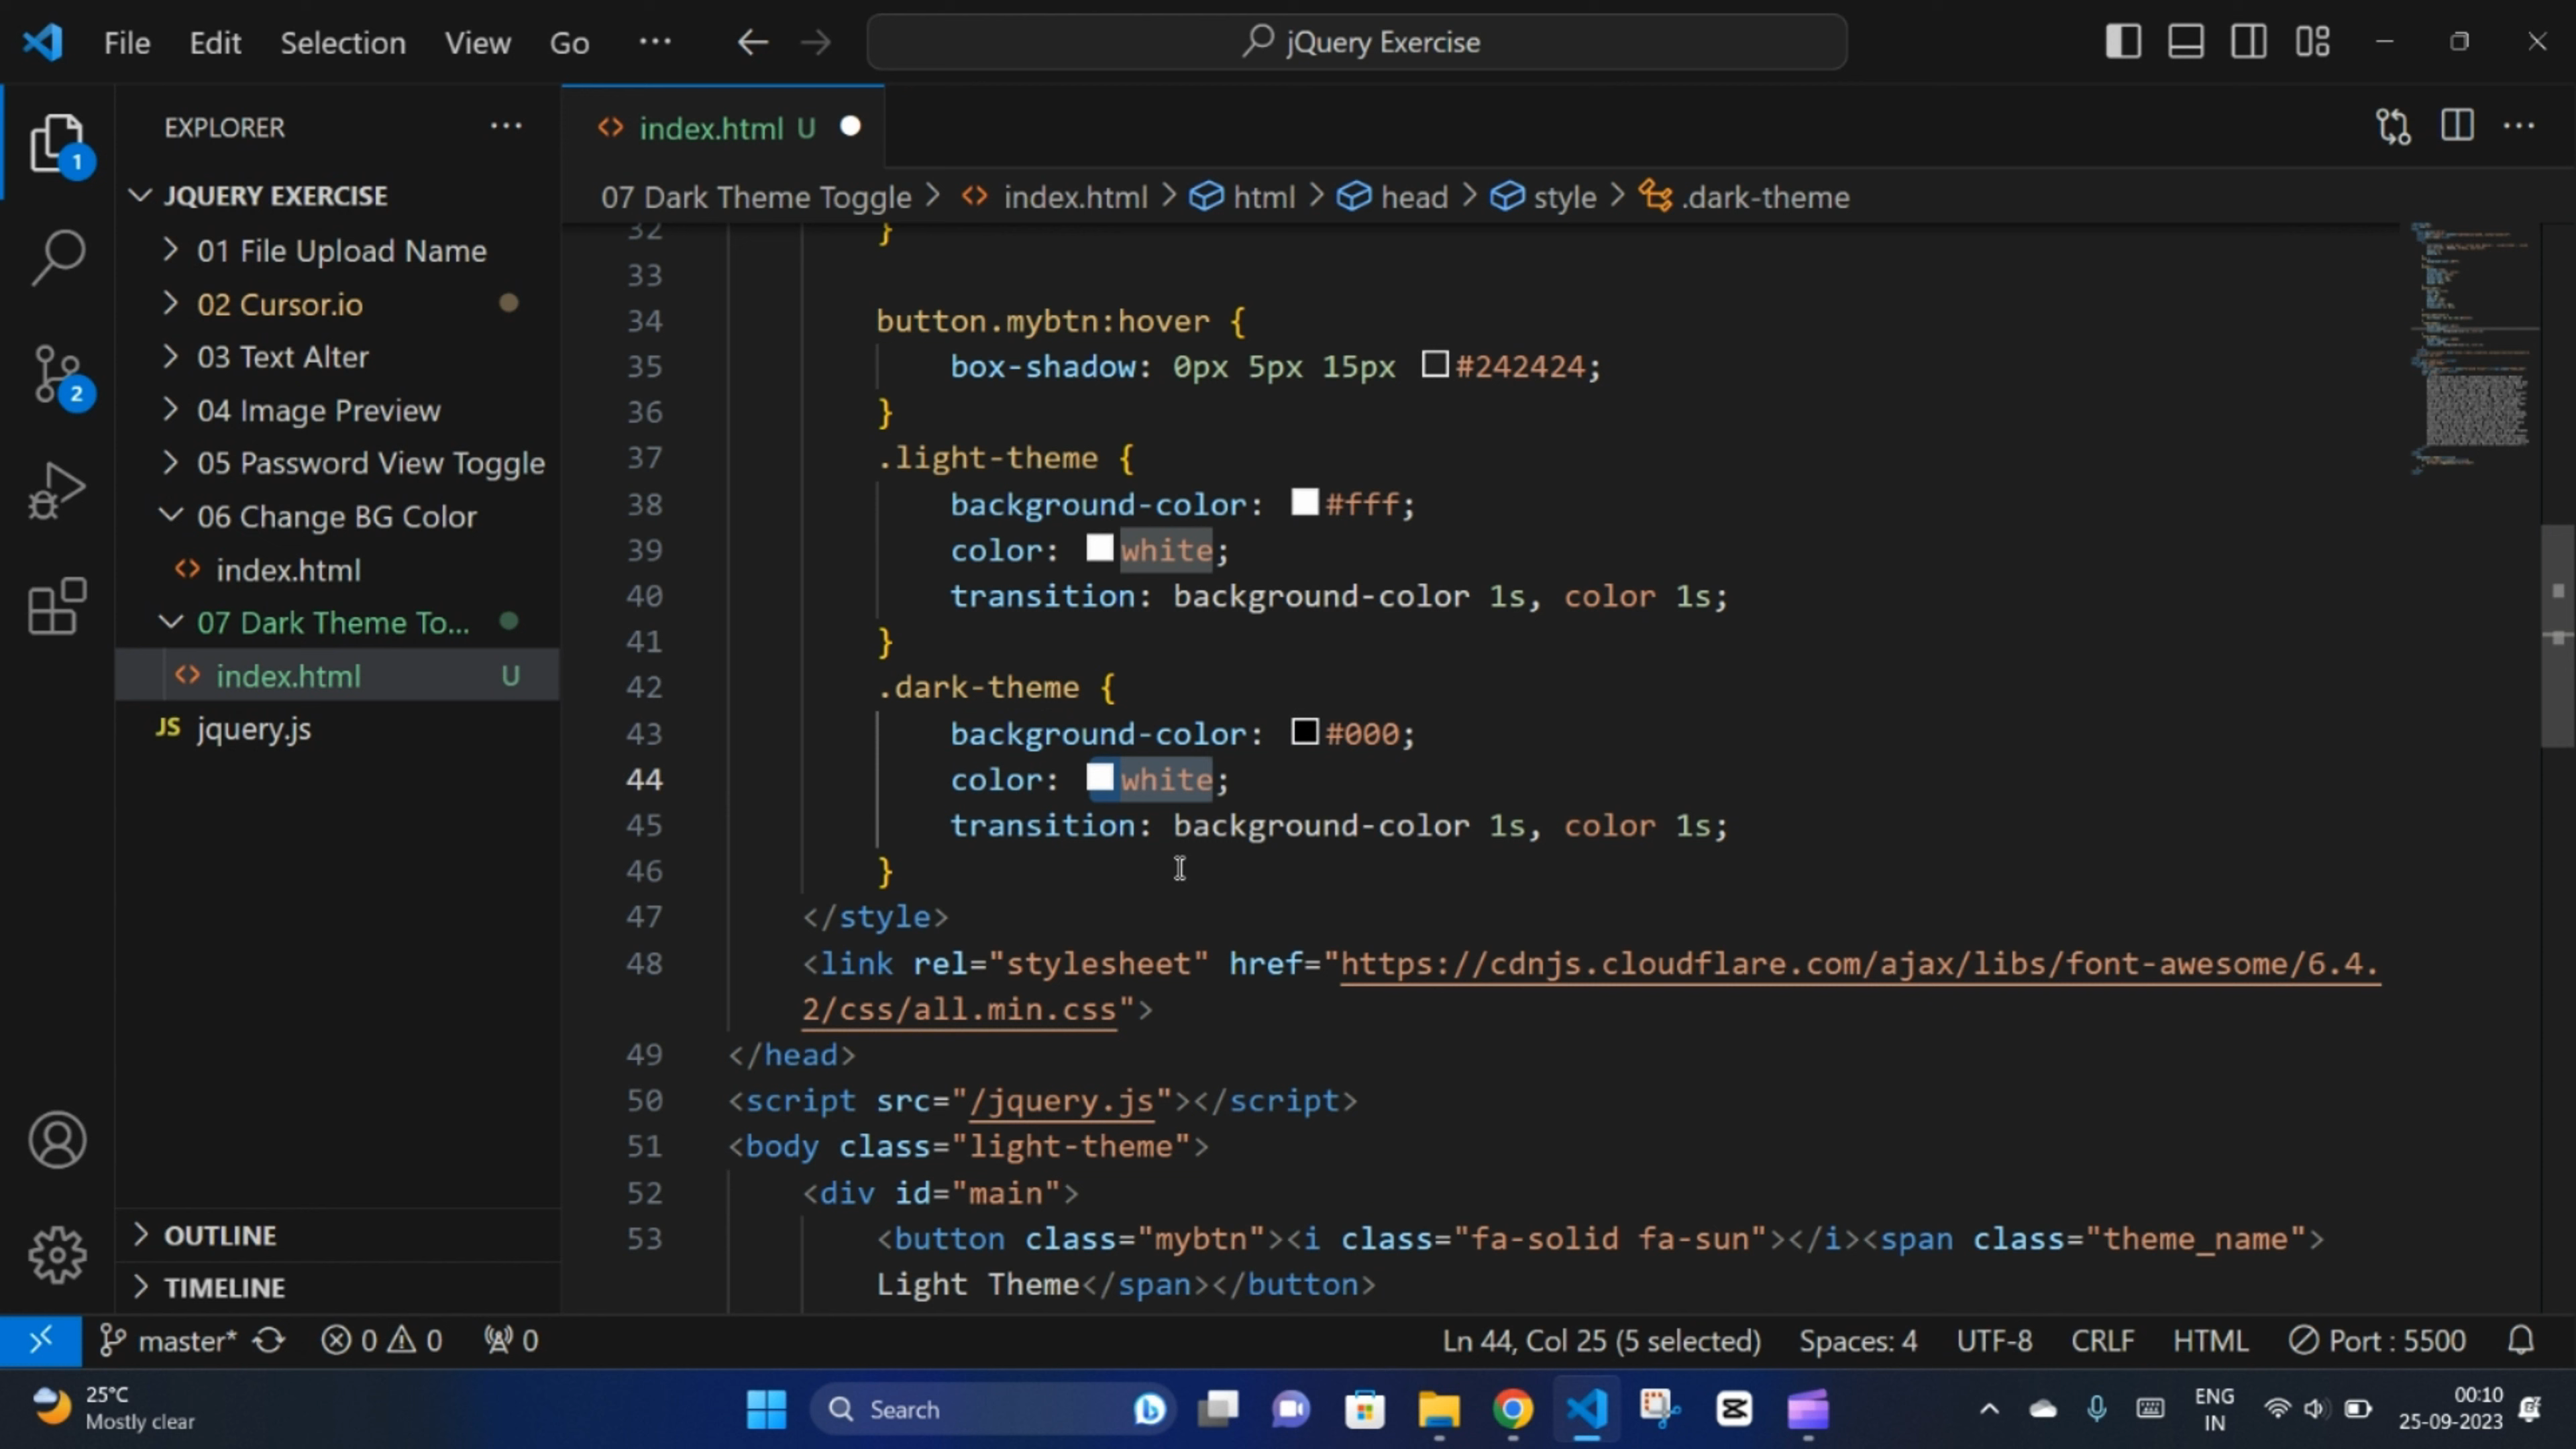 File Edit Selection View Go ... jQuery Exercise
EXPLORER ...
1
JQUERY EXERCISE
01 File Upload Name
02 Cursor.io
03 Text Alter
2
04 Image Preview
05 Password View Toggle
06 Change BG Color
index.html
07 Dark Theme To...
index.html U
JS jquery.js
OUTLINE
TIMELINE
index.html U
07 Dark Theme Toggle > index.html > html > head > style > .dark-theme
32 }
33
34 button.mybtn:hover {
35 box-shadow: 0px 5px 15px #242424;
36 }
37 .light-theme {
38 background-color: #fff;
39 color: white;
40 transition: background-color 1s, color 1s;
41 }
42 .dark-theme {
43 background-color: #000;
44 color: white;
45 transition: background-color 1s, color 1s;
46 }
47 </style>
48 <link rel="stylesheet" href="https://cdnjs.cloudflare.com/ajax/libs/font-awesome/6.4.
2/css/all.min.css">
49 </head>
50 <script src="/jquery.js"></script>
51 <body class="light-theme">
52 <div id="main">
53 <button class="mybtn"><i class="fa-solid fa-sun"></i><span class="theme_name">
Light Theme</span></button>
master* 0 0 0 Ln 44, Col 25 (5 selected) Spaces: 4 UTF-8 CRLF HTML Port : 5500
25°C
Mostly clear
Search
ENG
IN
00:10
25-09-2023